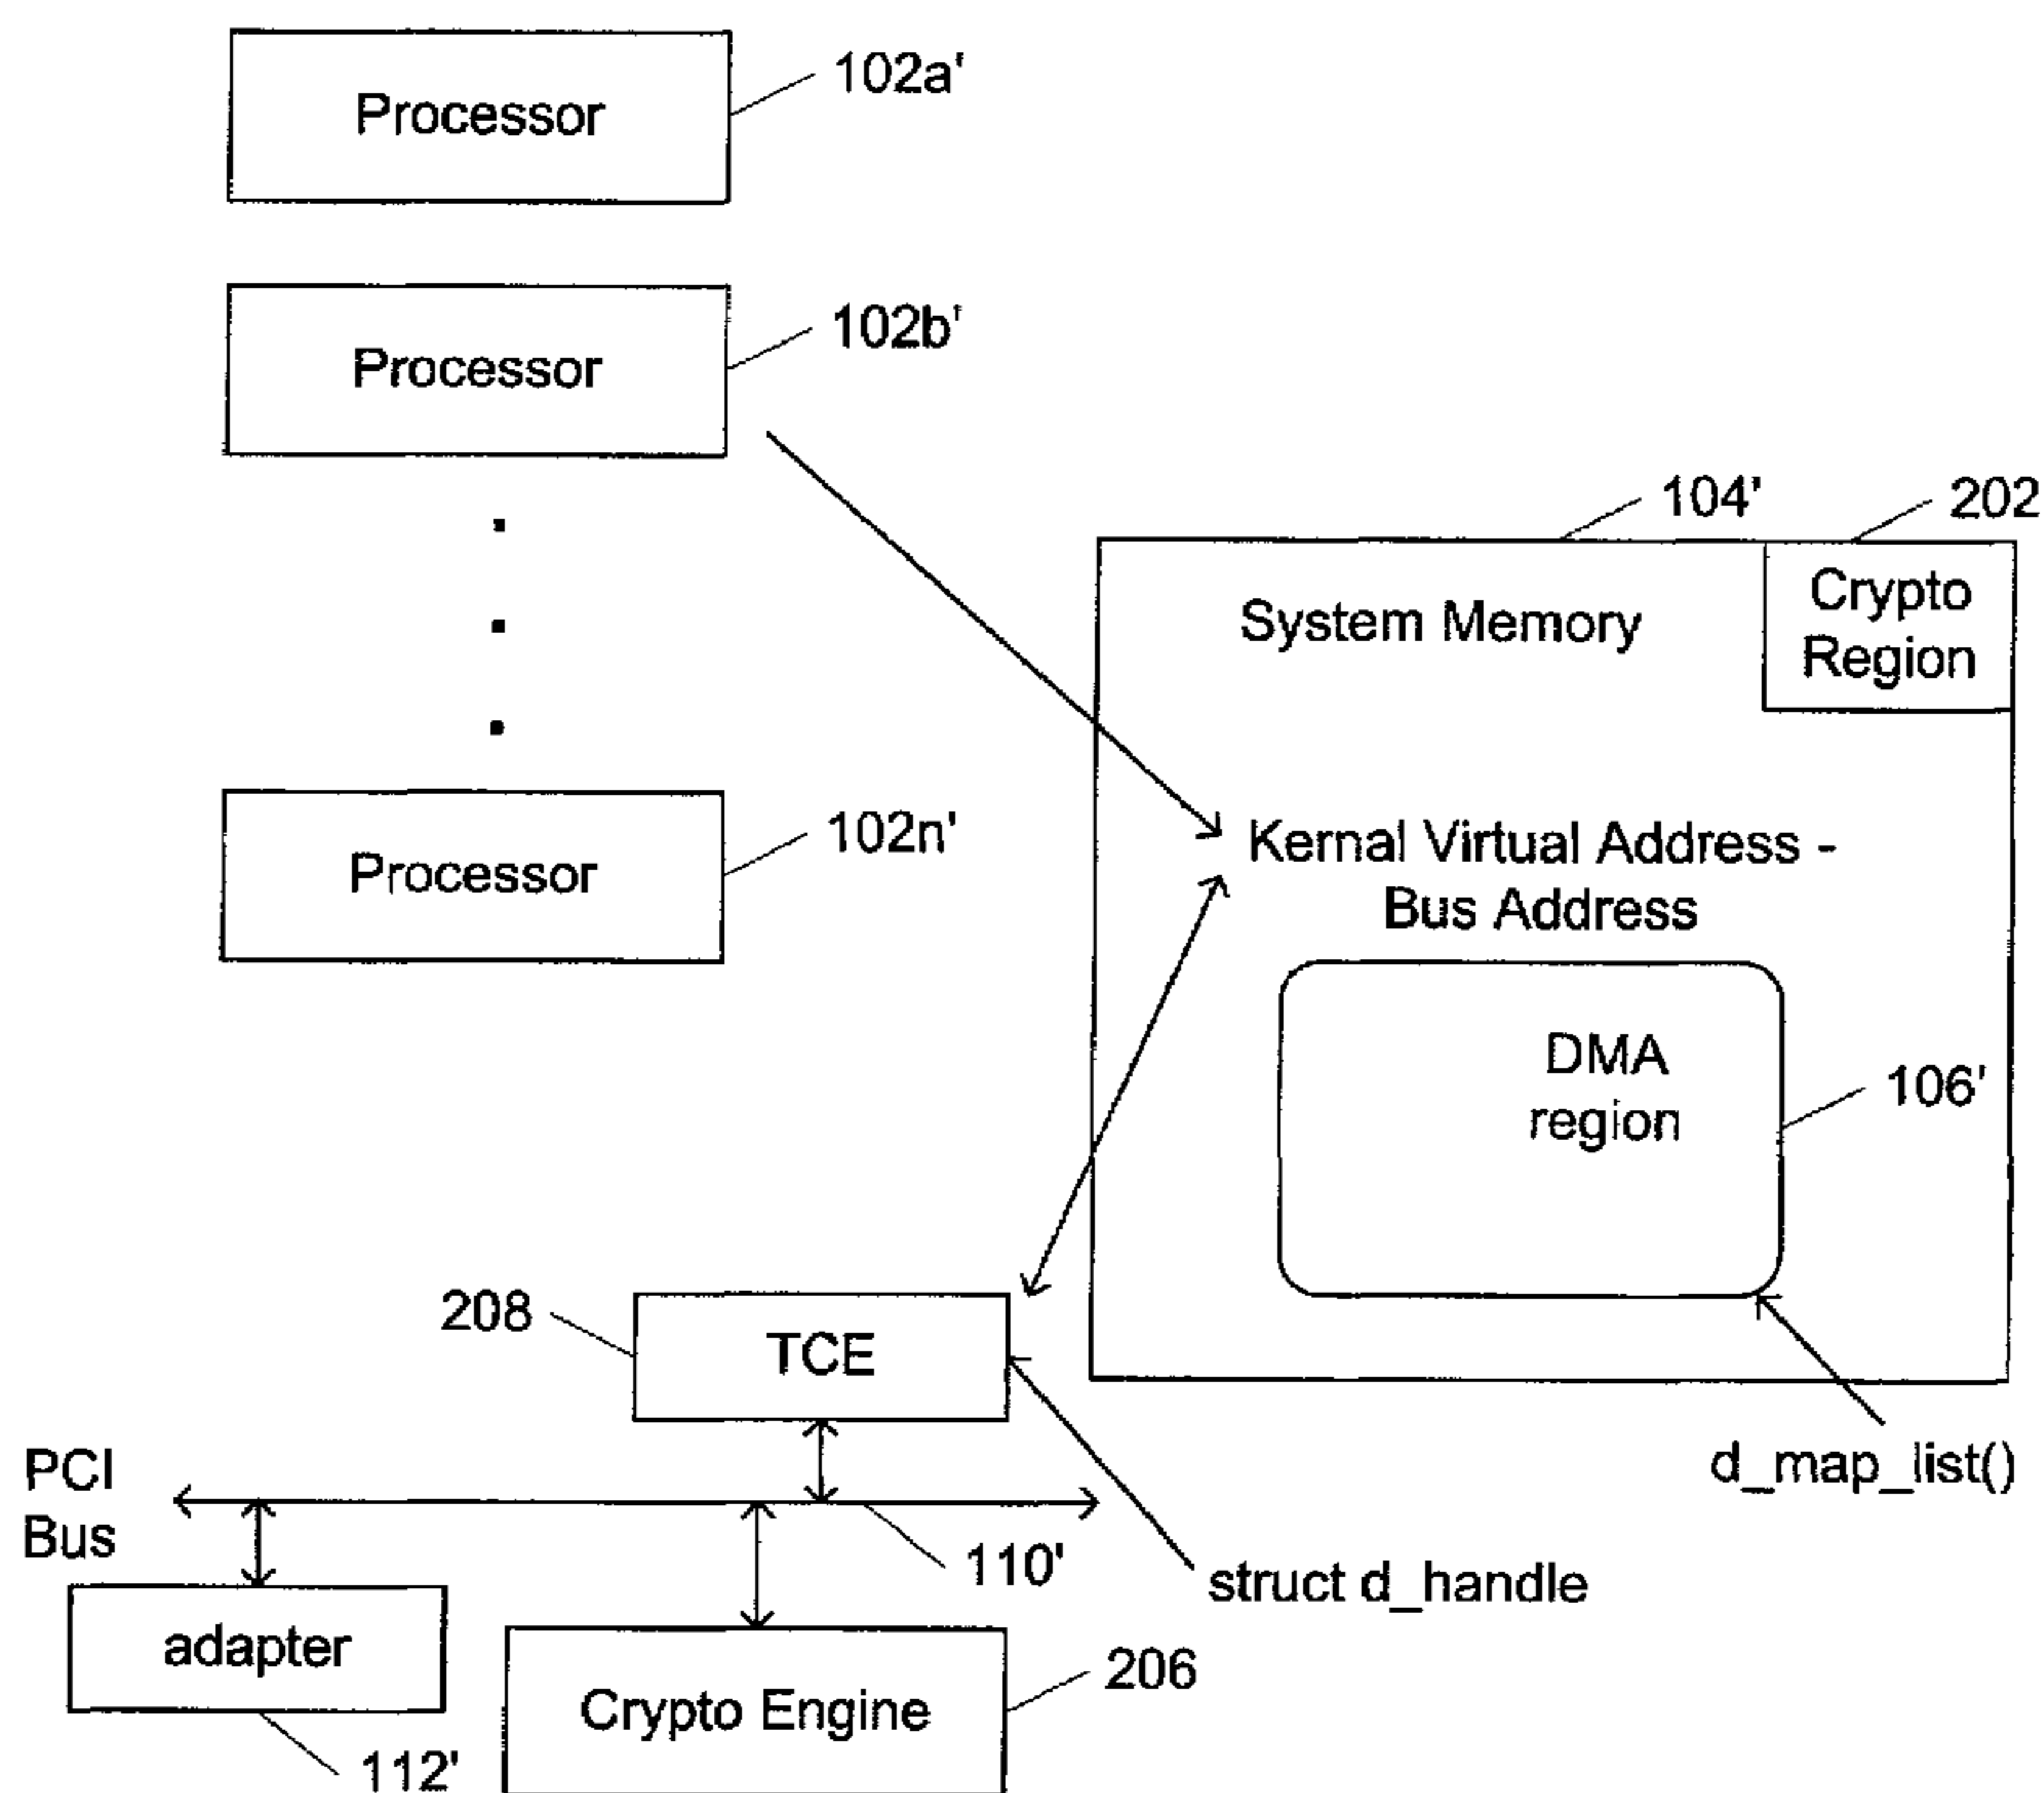 Processor
102a'
Processor
102b'
Processor
102n'
104'
202
System Memory
Crypto
Region
Kernal Virtual Address -
Bus Address
DMA
region
106'
208
TCE
d_map_list()
PCI
Bus
110'
struct d_handle
adapter
112'
Crypto Engine
206